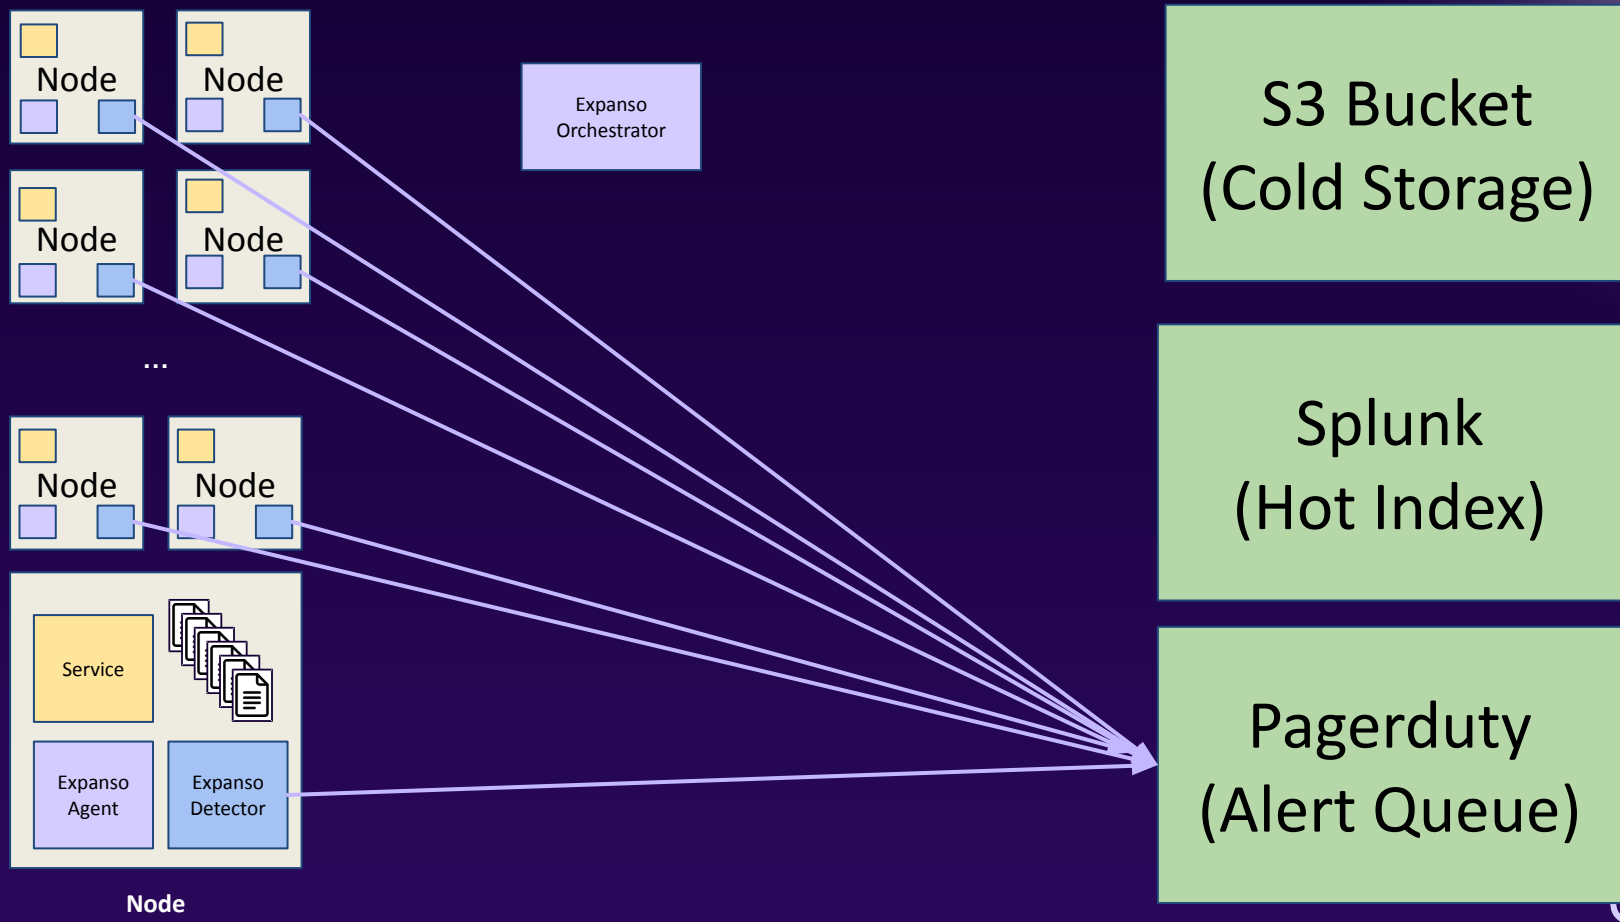 Node
Node
Expanso
Orchestrator
S3 Bucket
(Cold Storage)
Node
Node
...
Splunk
(Hot Index)
Node
Node
Service
Expanso
Agent
Expanso
Detector
Pagerduty
(Alert Queue)
Node